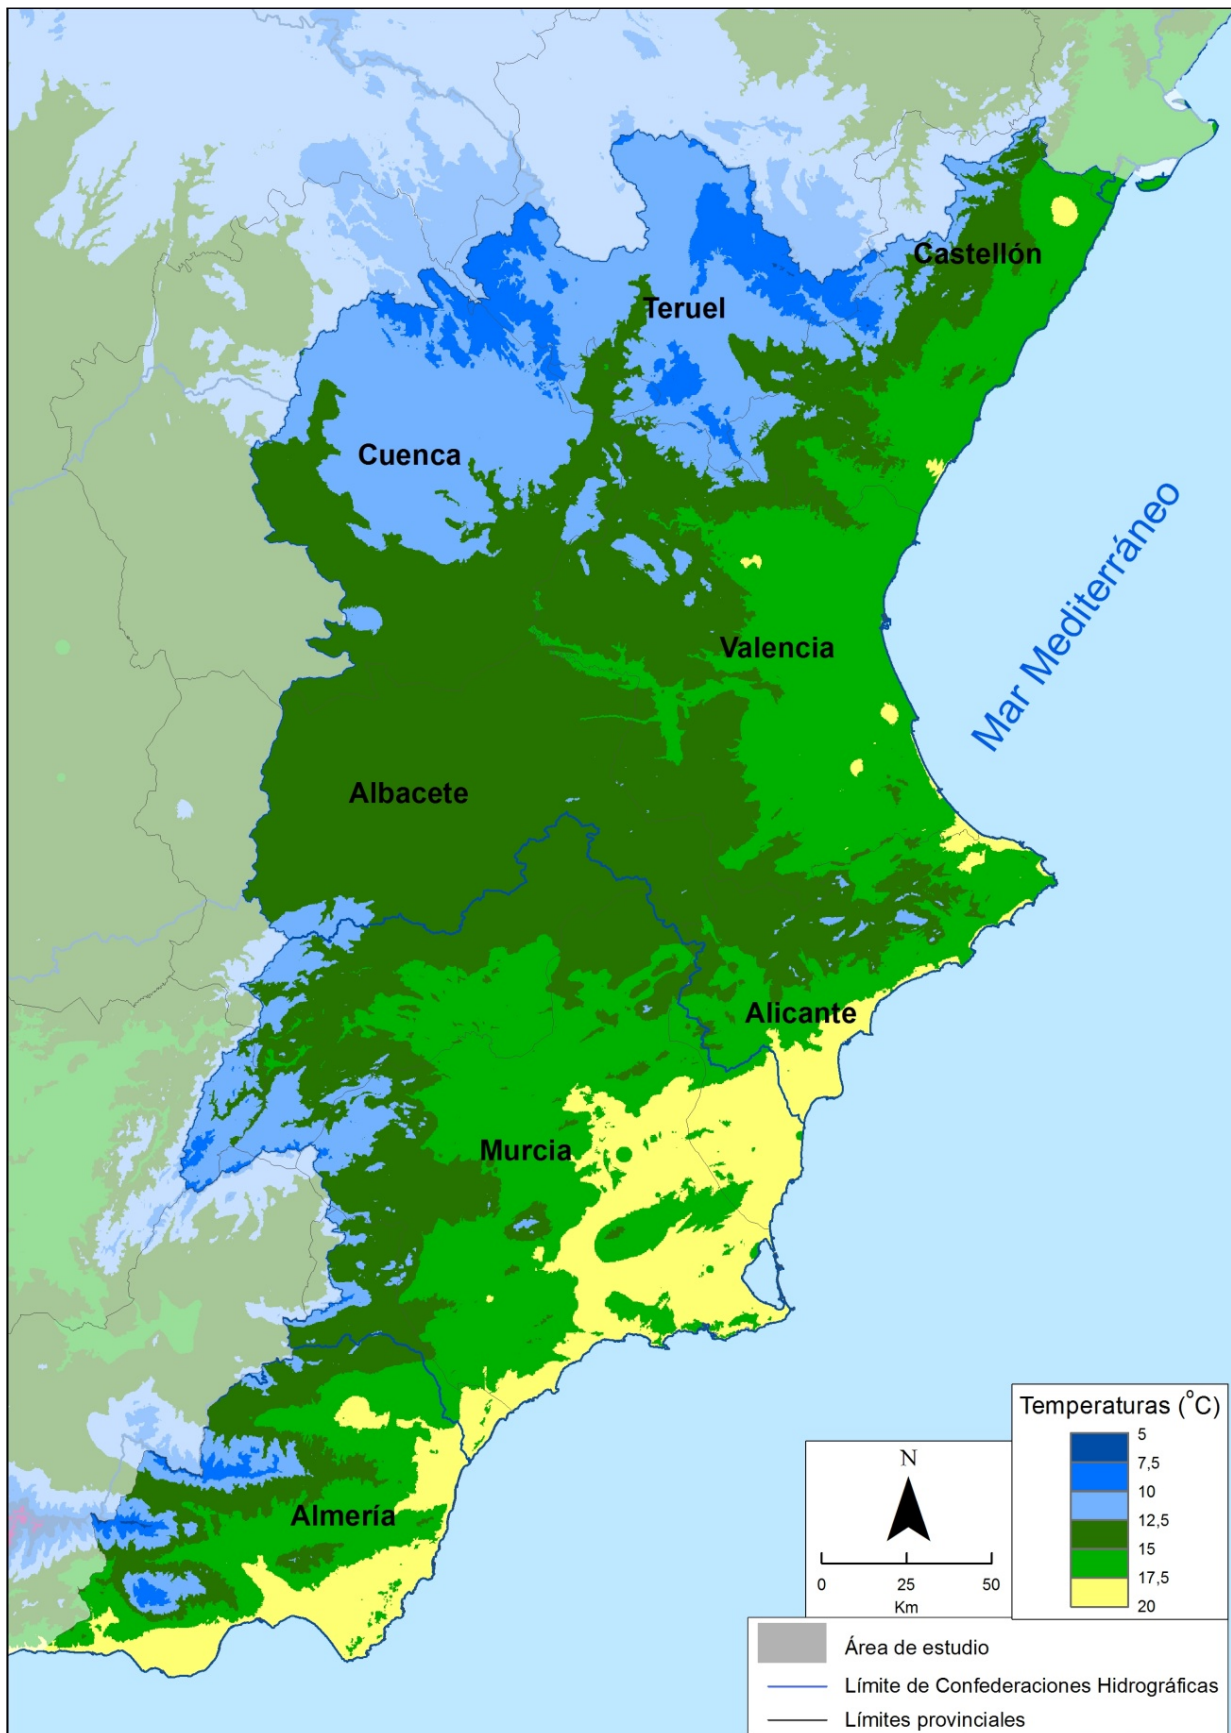 Castellón
Teruel
Cuenca
Mar Mediterráneo
Valencia
Albacete
Alicante
Murcia
Almería
Temperaturas (°C)
5
7,5
10
12,5
15
17,5
20
N
0 25 50
Km
Área de estudio
Límite de Confederaciones Hidrográficas
Límites provinciales